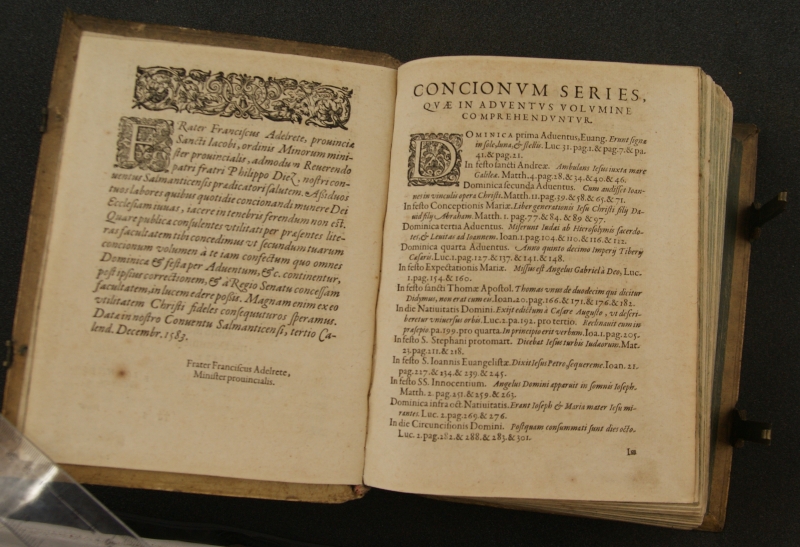 FRater Franciscus Adelrete, prouinciæ
Sancti Iacobi, ordinis Minorum mini-
ster prouincialis, admodum Reuerendo
patri fratri Philippo Diez, nostri con-
uentus Salmanticensis prædicatori salutem. Assiduos
tuos labores quibus quotidie concionandi munere Dei
Ecclesiam iuuas, iacere in tenebris ferendum non est.
Quare publicæ consulentes vtilitati per præsentes lite-
ras facultatem tibi concedimus vt secundum tuarum
concionum volumen à te iam confectum quo omnes
Dominicæ & festa per Aduentum, &c. continentur,
post ipsius correctionem, & à Regio Senatu concessam
facultatem, in lucem edere possis. Magnam enim ex eo
vtilitatem Christi fideles consequuturos speramus.
Datæ in nostro Conuentu Salmanticensi, tertio Ca-
lend. Decembr. 1583.
Frater Franciscus Adelrete,
Minister prouincialis.
CONCIONVM SERIES,
QVÆ IN ADVENTVS VOLVMINE
COMPREHENDVNTVR.
DOMINICA prima Aduentus, Euang. Erunt signa
in sole, luna, & stellis. Luc 31. pag. 1. & pag. 7. & pa.
41. & pag. 21.
In festo sancti Andreæ. Ambulans Iesus iuxta mare
Galileæ. Matth. 4. pag. 28. & 34. & 40. & 46.
Dominica secunda Aduentus. Cum audisset Ioan-
nes in vinculis opera Christi. Matth. 11. pag. 39. & 58. & 65. & 71.
In festo Conceptionis Mariæ. Liber generationis Iesu Christi filij Da-
uid filij Abraham. Matth. 1. pag. 77. & 84. & 89 & 97.
Dominica tertia Aduentus. Miserunt Iudæi ab Hierosolymis sacerdo-
tes, & Leuitas ad Ioannem. Ioan. 1. pag. 104. & 110. & 116. & 122.
Dominica quarta Aduentus. Anno quinto decimo Imperij Tiberij
Cæsaris. Luc. 1. pag. 127. & 137. & 141. & 148.
In festo Expectationis Mariæ. Missus est Angelus Gabriel à Deo, Luc.
1. pag. 154. & 160.
In festo sancti Thomæ Apostol. Thomas vnus de duodecim qui dicitur
Didymus, non erat cum eis. Ioan. 20. pag. 166. & 171. & 176. & 182.
In die Natiuitatis Domini. Exijt edictum à Cæsare Augusto, vt descri-
beretur vniuersus orbis. Luc. 2. pa. 192. pro tertio. Reclinauit eum in
præsepio pa. 199. pro quarta. In principio erat verbum. Ioa. 1. pag. 205.
In festo S. Stephani protomart. Dicebat Iesus turbis Iudæorum. Mat.
25. pag. 211. & 218.
In festo S. Ioannis Euangelistæ. Dixit Iesus Petro, sequere me. Ioan. 21.
pag. 217. & 234. & 239. & 245.
In festo SS. Innocentium. Angelus Domini apparuit in somnis Ioseph.
Matth. 2. pag. 251. & 259. & 263.
Dominica infra oct. Natiuitatis. Erant Ioseph & Maria mater Iesu mi-
rantes Luc. 2. pag. 269. & 276.
In die Circuncisionis Domini. Postquam consummati sunt dies octo.
Luc. 2. pag. 282. & 288. & 283. & 301.
In